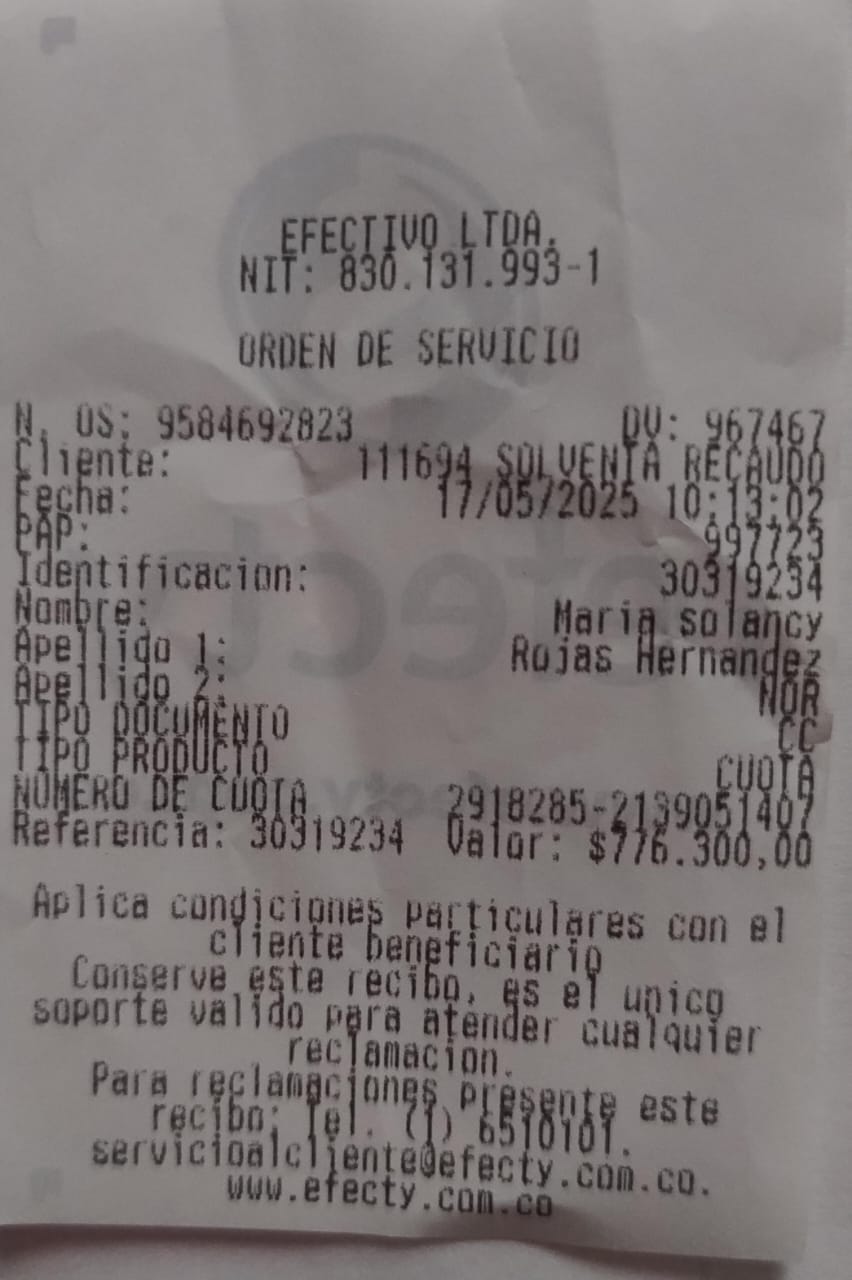 EFECTIVO LTDA.
NIT: 830.131.993-1
ORDEN DE SERVICIO
N. OS: 9584692823 DV: 967467
Cliente: 111694 SOLVENTA RECAUDO
Fecha: 17/05/2025 10:13:02
PAP: 997723
Identificacion: 30319234
Nombre: Maria solancy
Apellido 1: Rojas Hernandez
Apellido 2: NOR
TIPO DOCUMENTO CC
TIPO PRODUCTO CUOTA
NUMERO DE CUOTA 2918285-2139051407
Referencia: 30319234 Valor: $776.300,00
Aplica condiciones particulares con el
cliente beneficiario
Conserve este recibo, es el unico
soporte valido para atender cualquier
reclamacion.
Para reclamaciones presente este
recibo: Tel. (1) 6510101.
servicioalcliente@efecty.com.co.
www.efecty.com.co